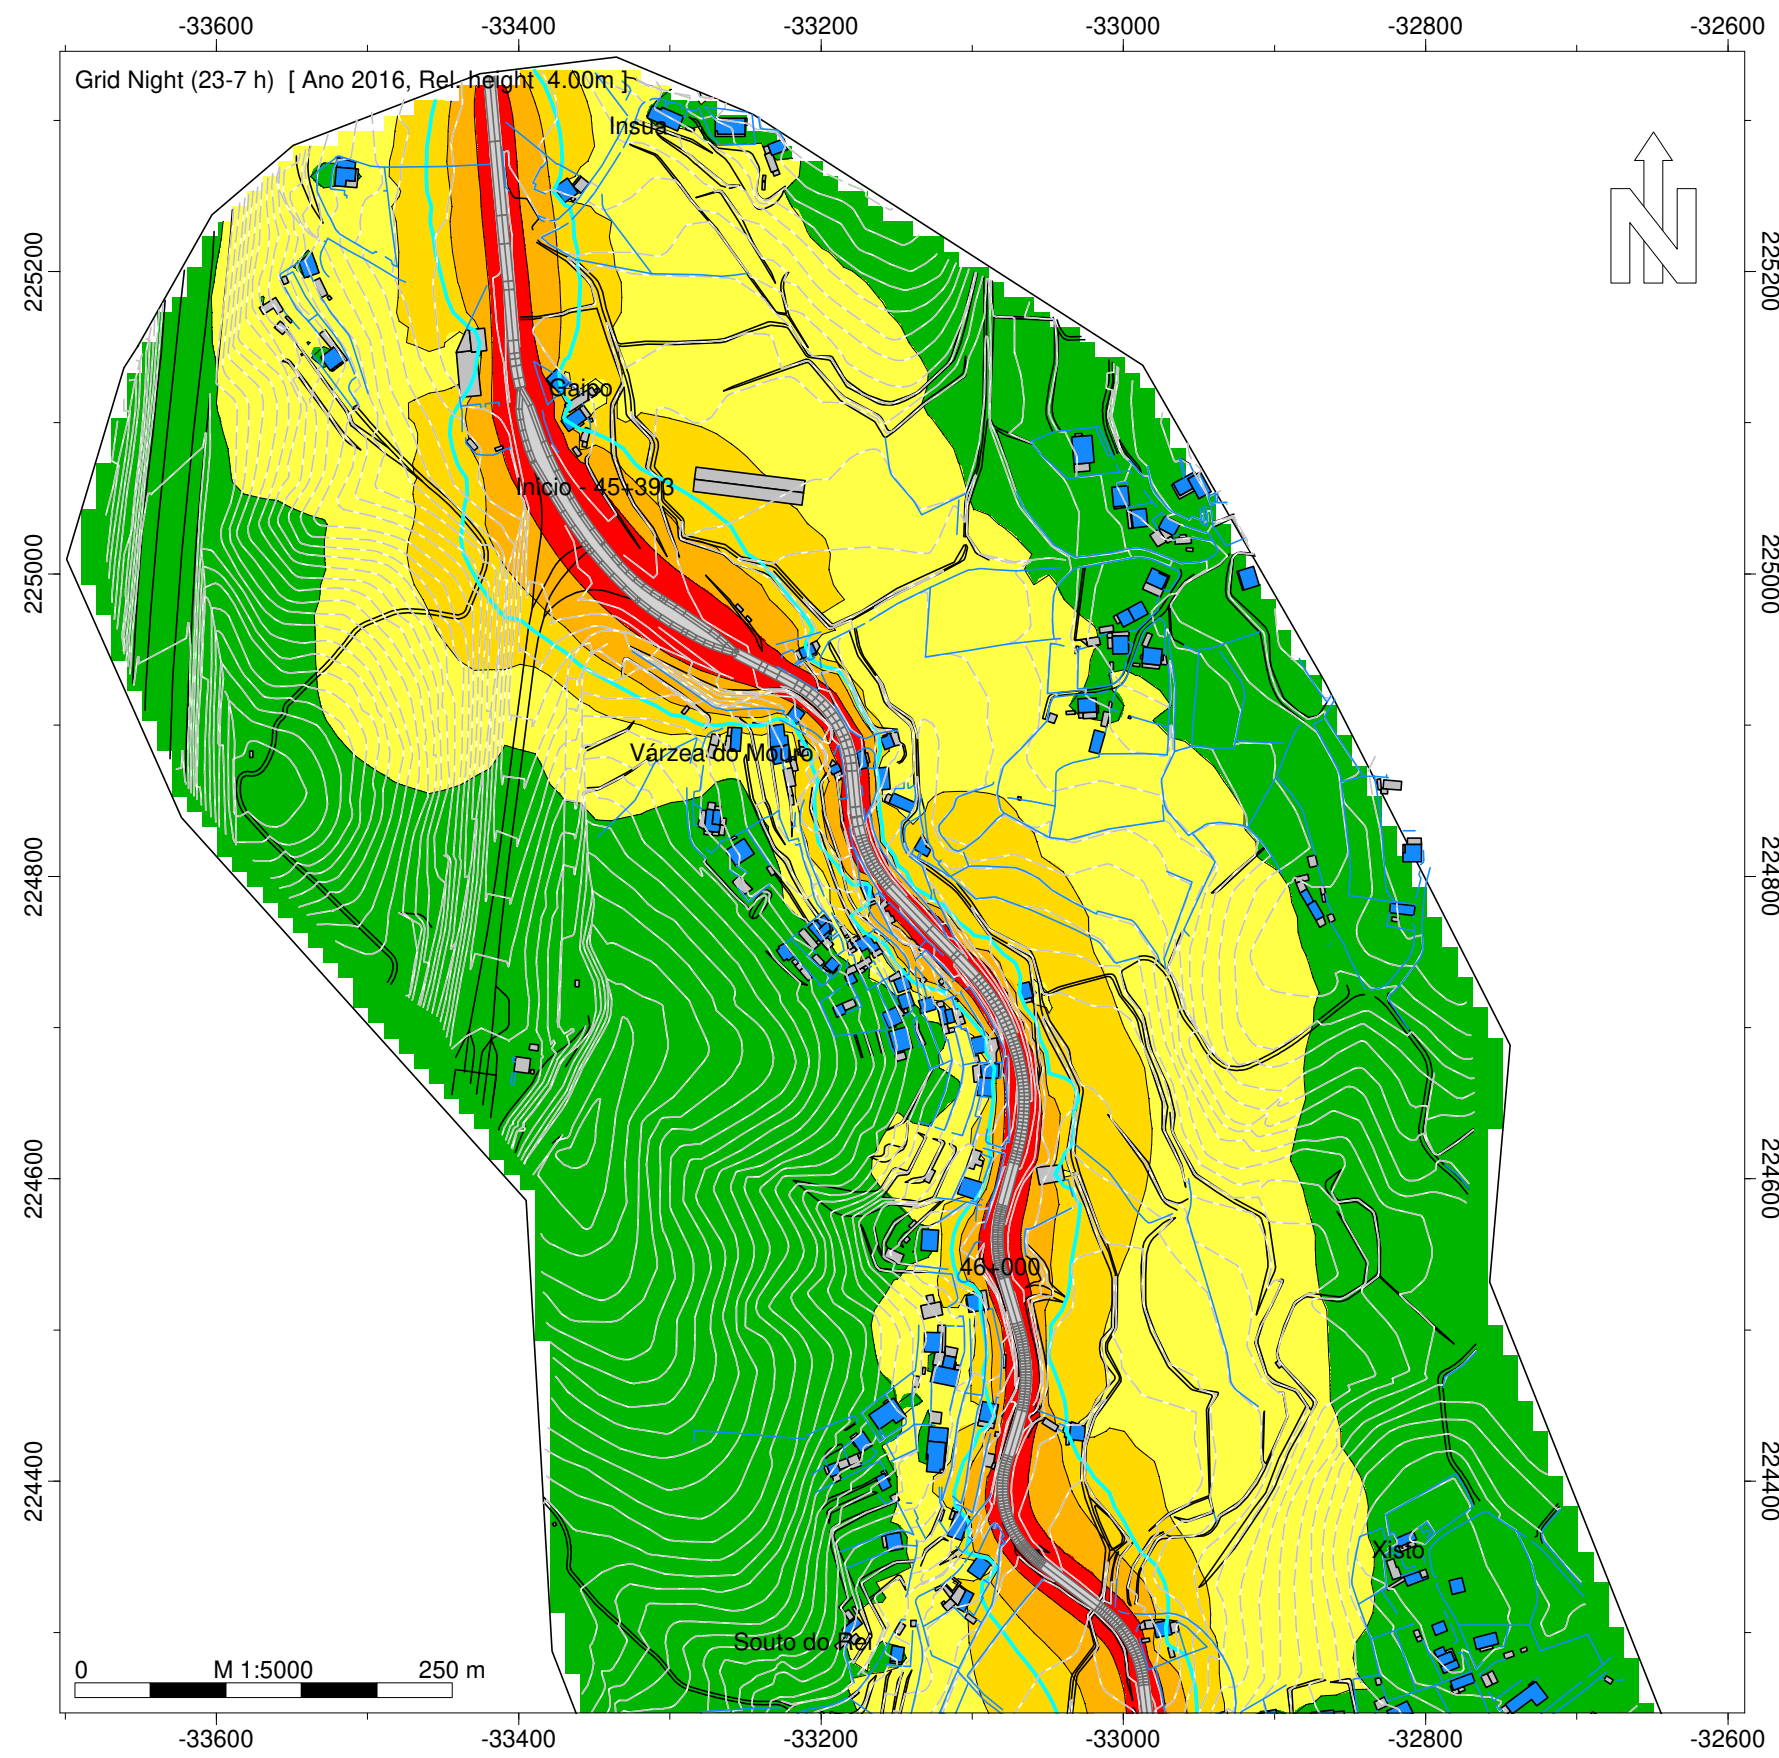 -33600 -33400 -33200 -33000 -32800 -32600
Grid Night (23-7 h) [ Ano 2016, Rel. height 4.00m ]
Insua
N
225200 225200
Gaipo
Início - 45+393
225000 225000
Várzea do Mouro
224800 224800
224600 224600
46+000
224400 224400
Xisto
Souto do Rei
0 M 1:5000 250 m
-33600 -33400 -33200 -33000 -32800 -32600